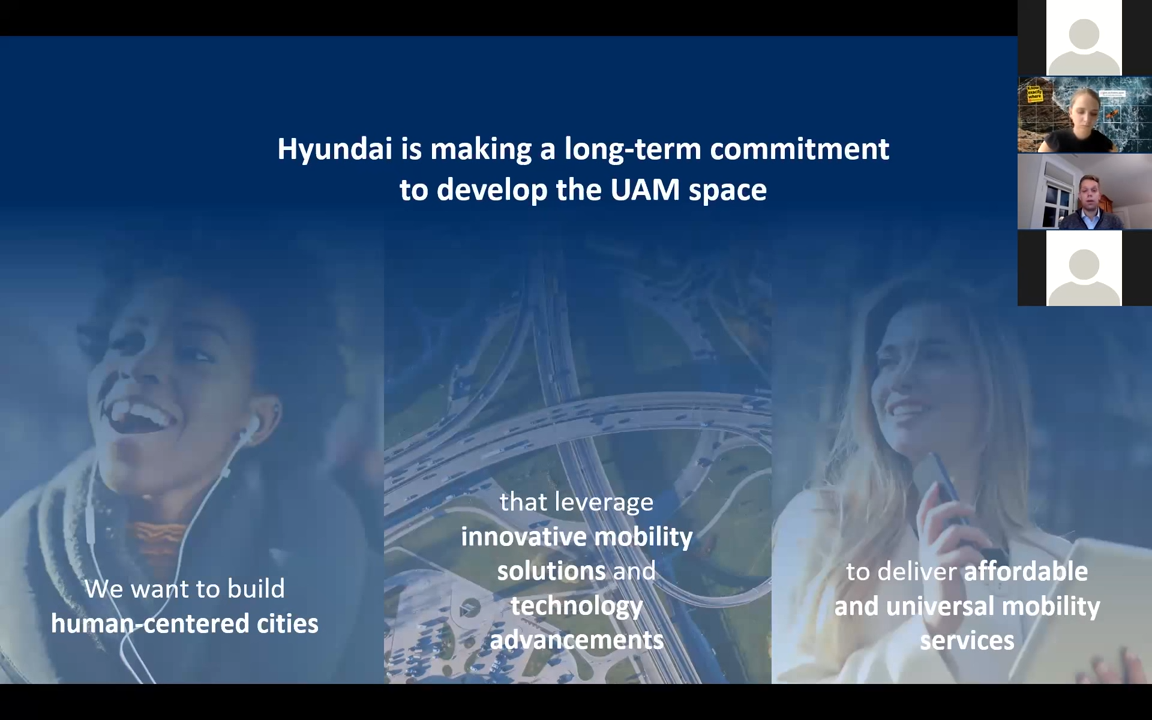 Hyundai is making a long-term commitment
to develop the UAM space
We want to build
human-centered cities
that leverage
innovative mobility
solutions and
technology
advancements
to deliver affordable
and universal mobility
services